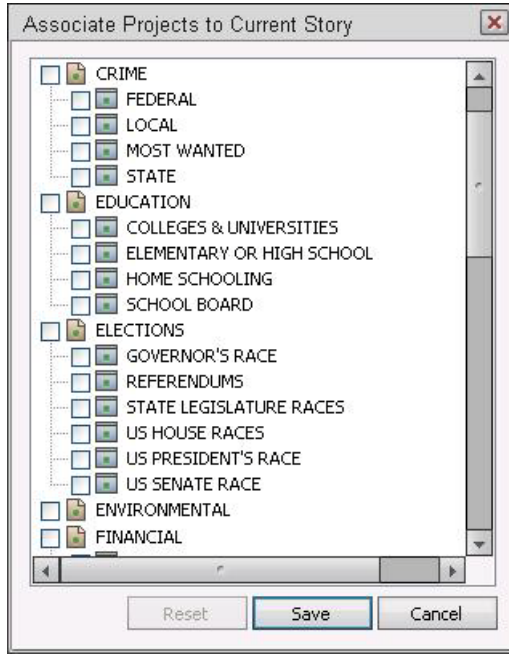 Associate Projects to Current Story
CRIME
FEDERAL
LOCAL
MOST WANTED
STATE
EDUCATION
COLLEGES & UNIVERSITIES
ELEMENTARY OR HIGH SCHOOL
HOME SCHOOLING
SCHOOL BOARD
ELECTIONS
GOVERNOR'S RACE
REFERENDUMS
STATE LEGISLATURE RACES
US HOUSE RACES
US PRESIDENT'S RACE
US SENATE RACE
ENVIRONMENTAL
FINANCIAL
Reset Save Cancel